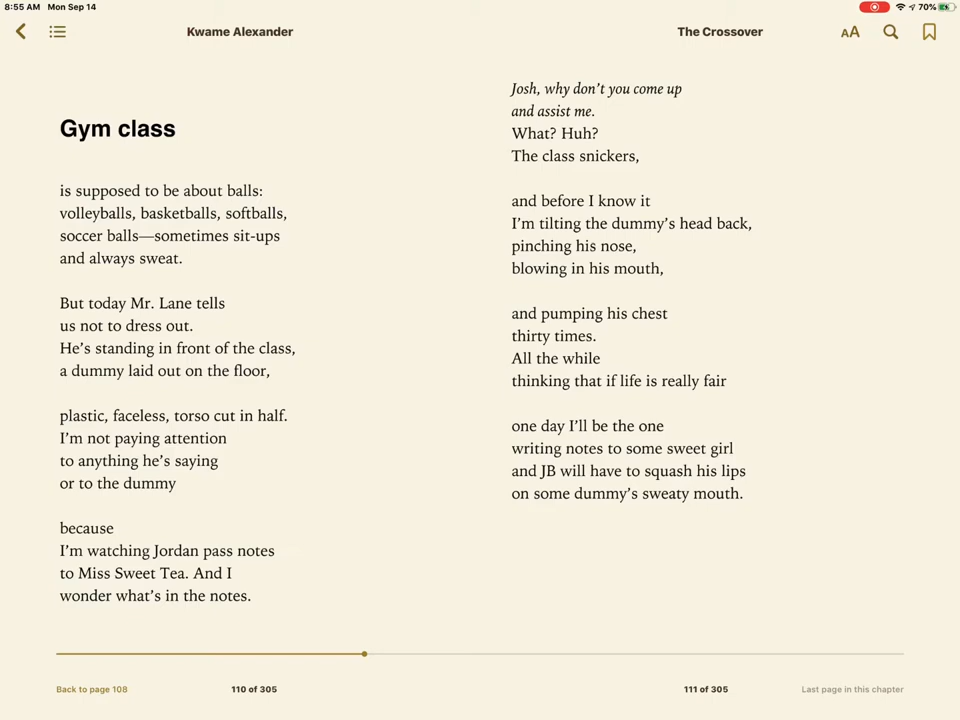 8:55 AM Mon Sep 14
70%
Kwame Alexander
The Crossover
AA
Gym class
is supposed to be about balls:
volleyballs, basketballs, softballs,
soccer balls—sometimes sit-ups
and always sweat.
But today Mr. Lane tells
us not to dress out.
He’s standing in front of the class,
a dummy laid out on the floor,
plastic, faceless, torso cut in half.
I’m not paying attention
to anything he’s saying
or to the dummy
because
I’m watching Jordan pass notes
to Miss Sweet Tea. And I
wonder what’s in the notes.
Josh, why don’t you come up
and assist me.
What? Huh?
The class snickers,
and before I know it
I’m tilting the dummy’s head back,
pinching his nose,
blowing in his mouth,
and pumping his chest
thirty times.
All the while
thinking that if life is really fair
one day I’ll be the one
writing notes to some sweet girl
and JB will have to squash his lips
on some dummy’s sweaty mouth.
Back to page 108
110 of 305
111 of 305
Last page in this chapter